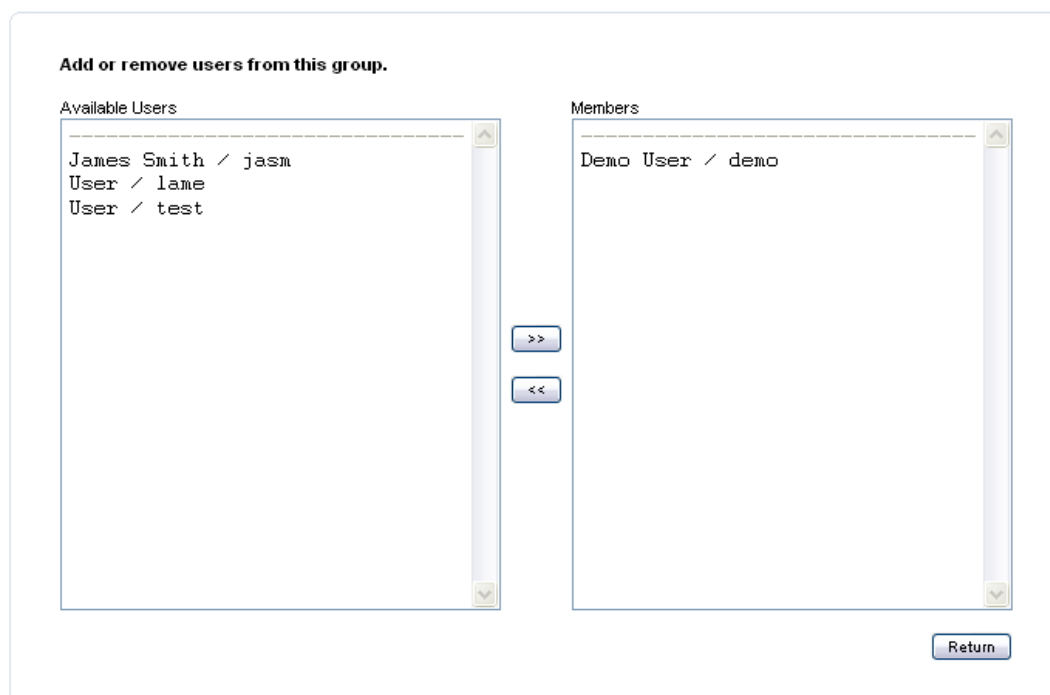 Add or remove users from this group.
Available Users
--------------------------------
James Smith / jasm
User / lame
User / test
>>
<<
Members
--------------------------------
Demo User / demo
Return